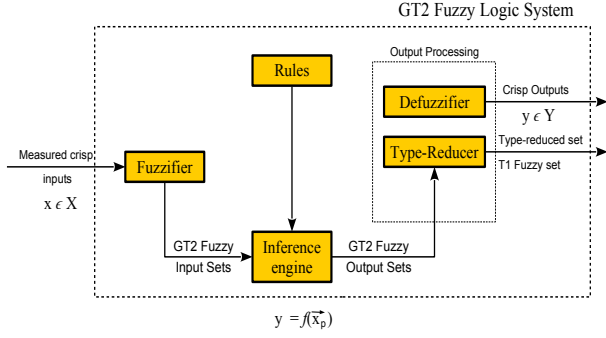 GT2 Fuzzy Logic System
Output Processing
Rules
Defuzzifier
Crisp Outputs
y ϵ Y
Measured crisp
inputs
x ϵ X
Fuzzifier
Type-Reducer
Type-reduced set
T1 Fuzzy set
GT2 Fuzzy
Input Sets
Inference
engine
GT2 Fuzzy
Output Sets
y = f(x⃗ₚ)